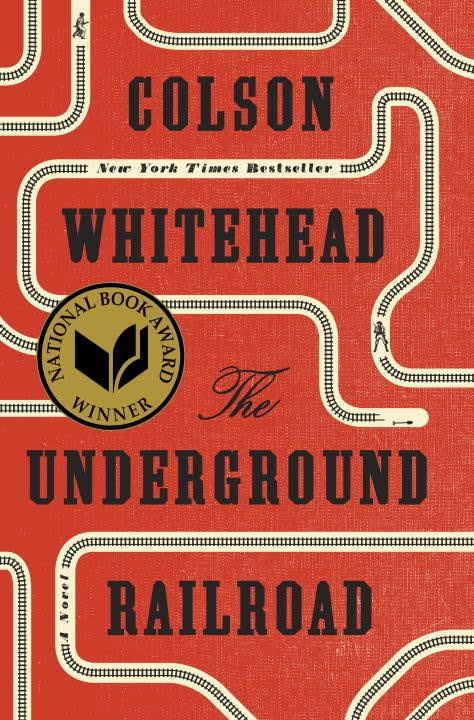 COLSON
New York Times Bestseller
WHITEHEAD
NATIONAL BOOK AWARD
WINNER
The
UNDERGROUND
RAILROAD
A Novel